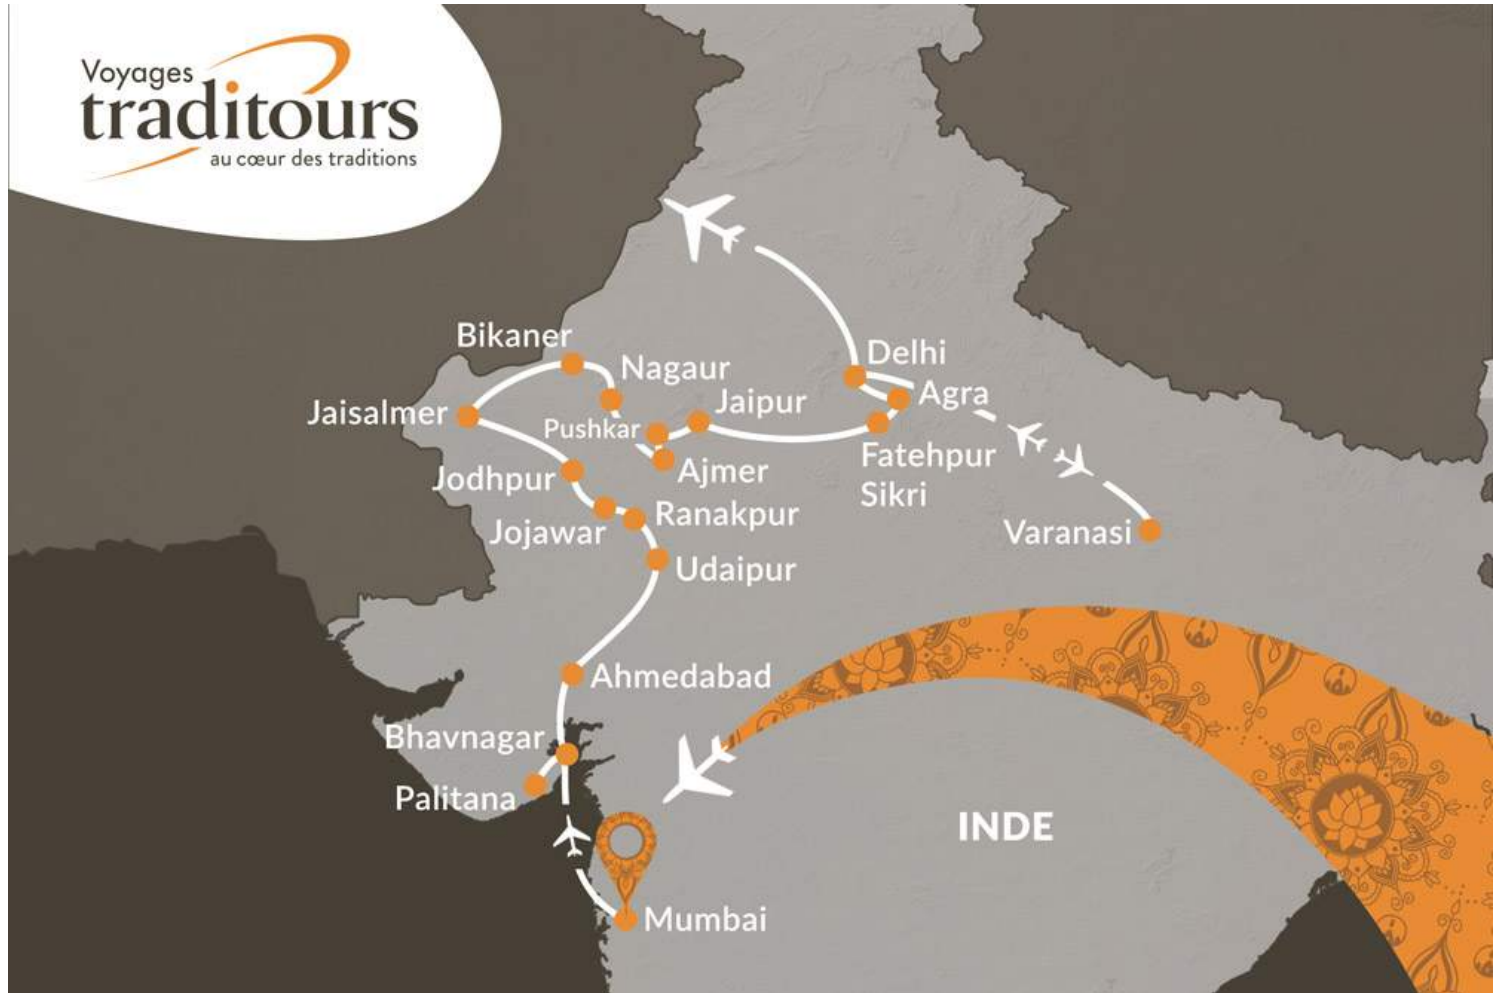 Voyages
traditours
au cœur des traditions
Bikaner
Delhi
Nagaur
Agra
Jaipur
Jaisalmer
Pushkar
Ajmer
Fatehpur
Sikri
Jodhpur
Ranakpur
Jojawar
Varanasi
Udaipur
Ahmedabad
Bhavnagar
Palitana
INDE
Mumbai